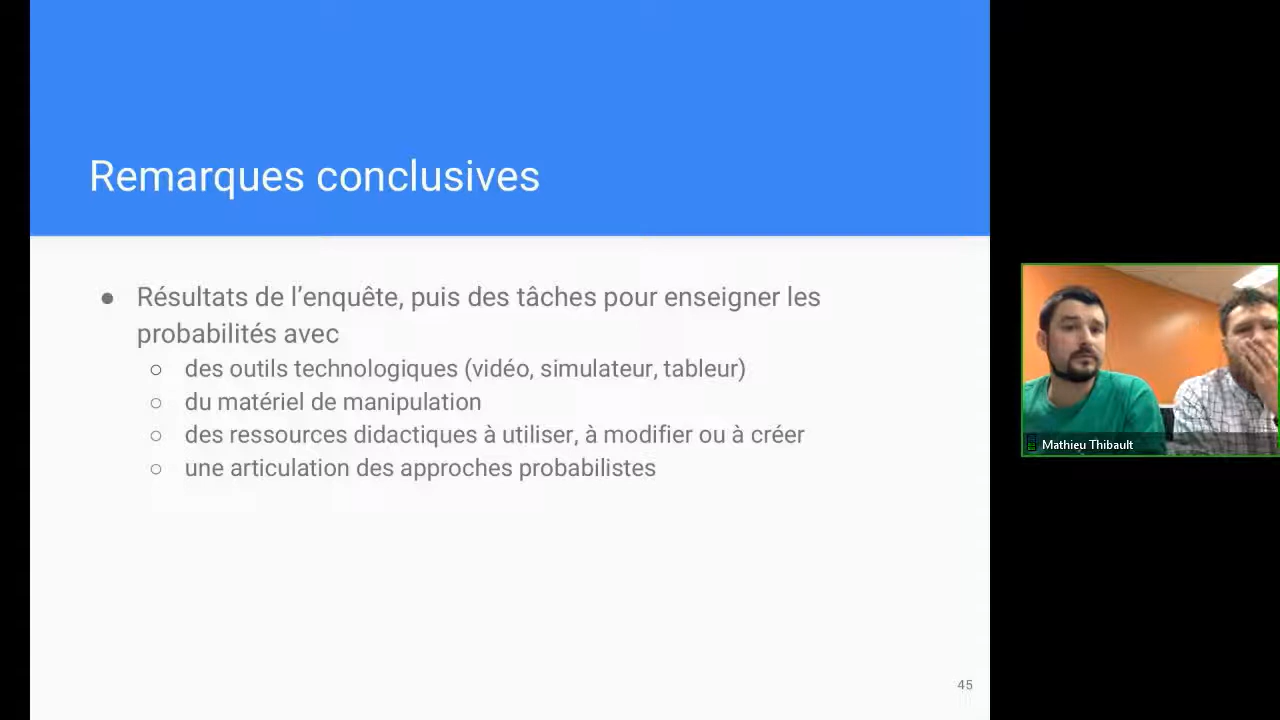 Remarques conclusives
● Résultats de l’enquête, puis des tâches pour enseigner les
probabilités avec
○ des outils technologiques (vidéo, simulateur, tableur)
○ du matériel de manipulation
○ des ressources didactiques à utiliser, à modifier ou à créer
○ une articulation des approches probabilistes
Mathieu Thibault
45